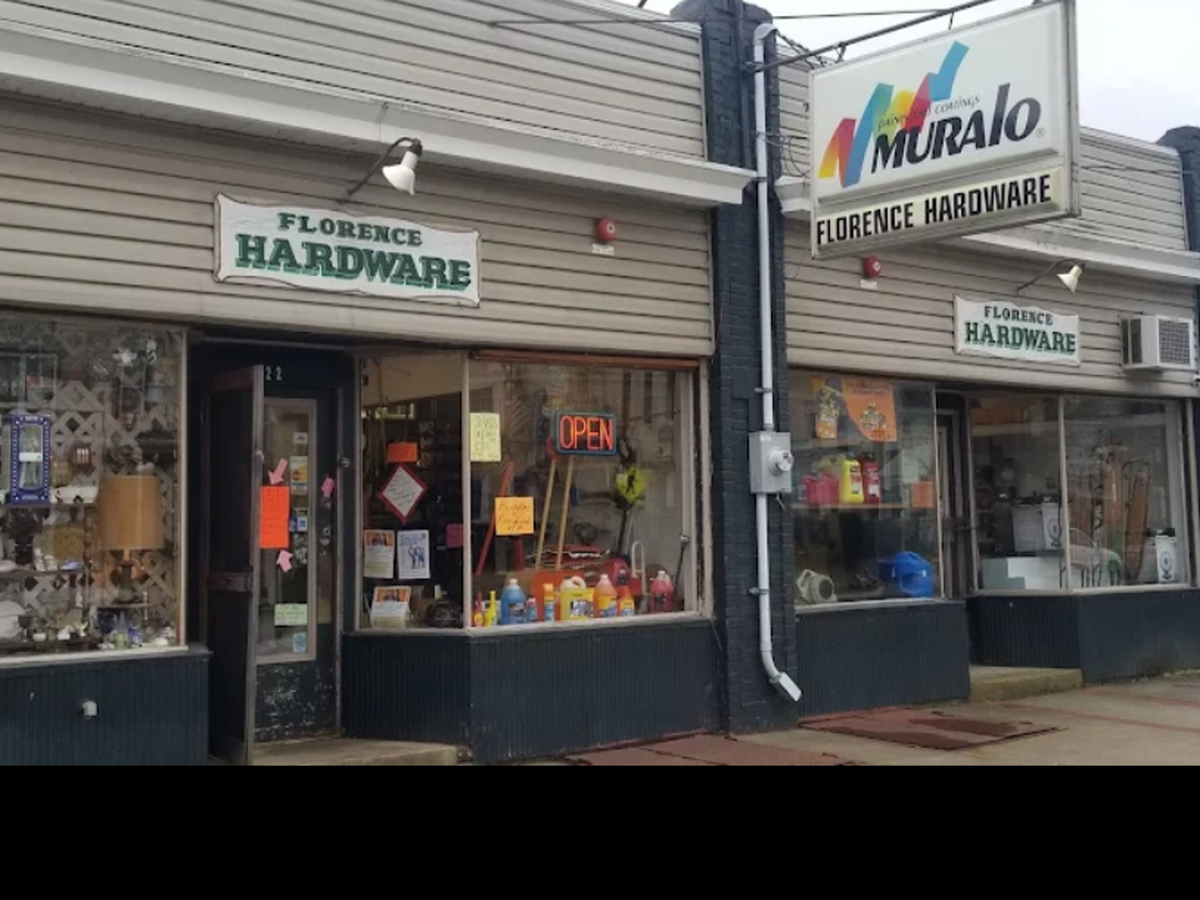 FLORENCE
HARDWARE
PAINTS AND COATINGS
MURAlO®
FLORENCE HARDWARE
FLORENCE
HARDWARE
22
OPEN